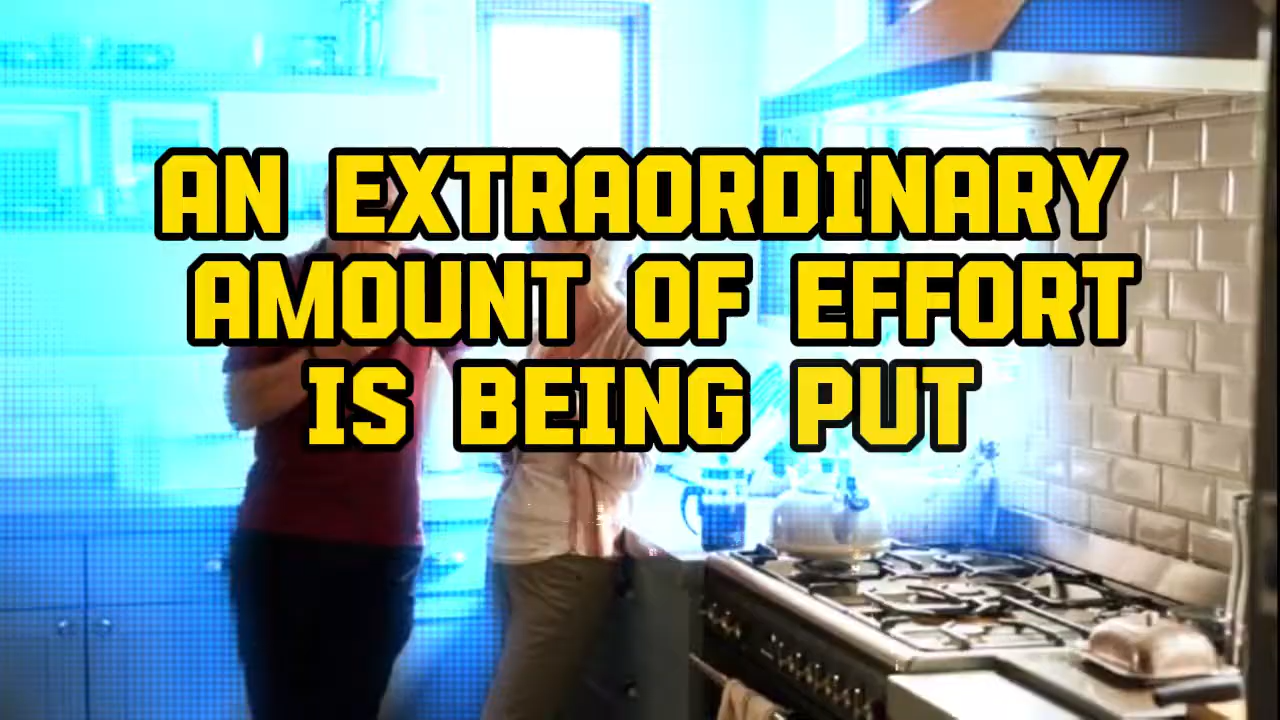 AN EXTRAORDINARY
AMOUNT OF EFFORT
IS BEING PUT